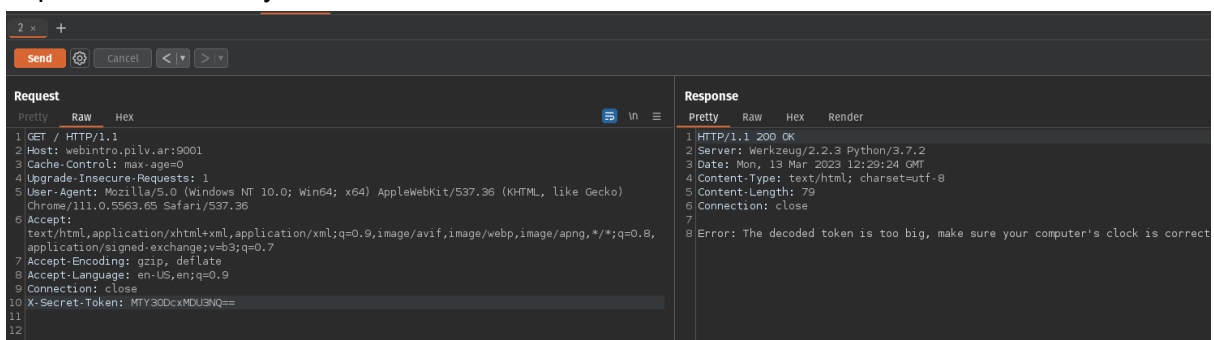 2 × +
Send Cancel < >
Request
Pretty Raw Hex \n
1 GET / HTTP/1.1
2 Host: webintro.pilv.ar:9001
3 Cache-Control: max-age=0
4 Upgrade-Insecure-Requests: 1
5 User-Agent: Mozilla/5.0 (Windows NT 10.0; Win64; x64) AppleWebKit/537.36 (KHTML, like Gecko)
Chrome/111.0.5563.65 Safari/537.36
6 Accept:
text/html,application/xhtml+xml,application/xml;q=0.9,image/avif,image/webp,image/apng,*/*;q=0.8,
application/signed-exchange;v=b3;q=0.7
7 Accept-Encoding: gzip, deflate
8 Accept-Language: en-US,en;q=0.9
9 Connection: close
10 X-Secret-Token: MTY3ODcxMDU3NQ==
11
12
Response
Pretty Raw Hex Render
1 HTTP/1.1 200 OK
2 Server: Werkzeug/2.2.3 Python/3.7.2
3 Date: Mon, 13 Mar 2023 12:29:24 GMT
4 Content-Type: text/html; charset=utf-8
5 Content-Length: 79
6 Connection: close
7
8 Error: The decoded token is too big, make sure your computer's clock is correct